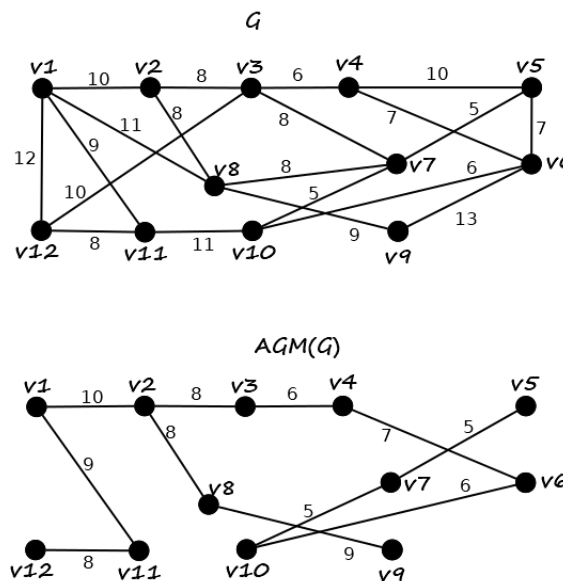 G
v1 v2 v3 v4 v5
10 8 6 10
8 11 8 7 5 7
12 9
v8 8 v7 6 v6
10 5
13
8 11 9
v12 v11 v10 v9
AGM(G)
v1 v2 v3 v4 v5
10 8 6
8 7 5
9
v8 v7 6 v6
5
8 9
v12 v11 v10 v9